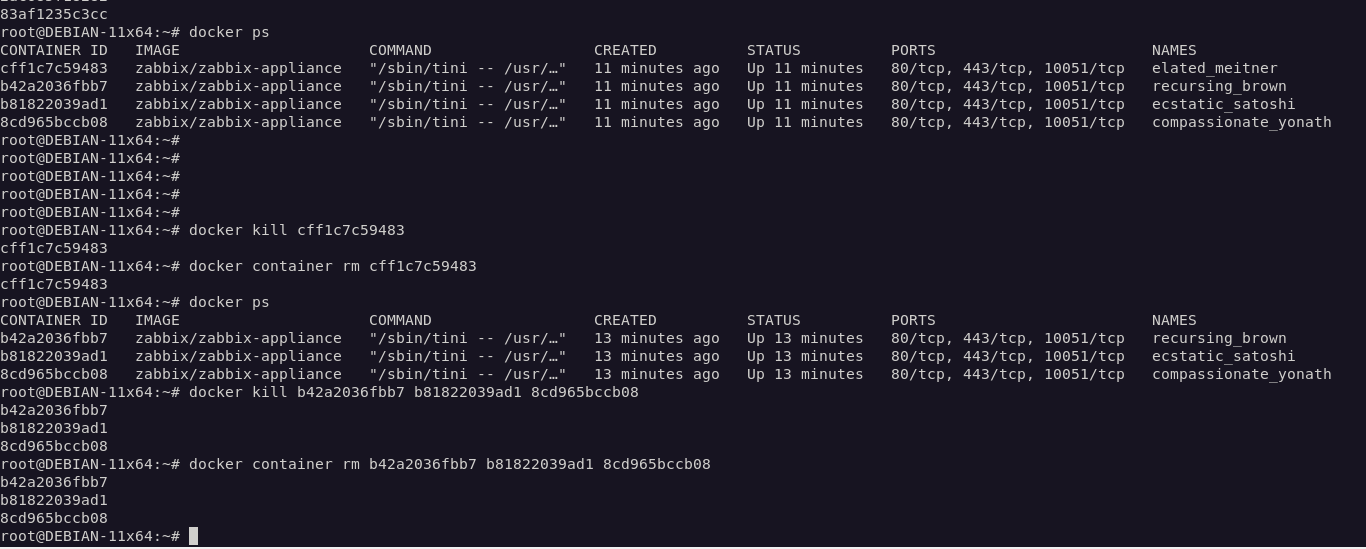 83af1235c3cc
root@DEBIAN-11x64:~# docker ps
CONTAINER ID   IMAGE                     COMMAND                  CREATED          STATUS          PORTS                        NAMES
cff1c7c59483   zabbix/zabbix-appliance   "/sbin/tini -- /usr/…"   11 minutes ago   Up 11 minutes   80/tcp, 443/tcp, 10051/tcp   elated_meitner
b42a2036fbb7   zabbix/zabbix-appliance   "/sbin/tini -- /usr/…"   11 minutes ago   Up 11 minutes   80/tcp, 443/tcp, 10051/tcp   recursing_brown
b81822039ad1   zabbix/zabbix-appliance   "/sbin/tini -- /usr/…"   11 minutes ago   Up 11 minutes   80/tcp, 443/tcp, 10051/tcp   ecstatic_satoshi
8cd965bccb08   zabbix/zabbix-appliance   "/sbin/tini -- /usr/…"   11 minutes ago   Up 11 minutes   80/tcp, 443/tcp, 10051/tcp   compassionate_yonath
root@DEBIAN-11x64:~#
root@DEBIAN-11x64:~#
root@DEBIAN-11x64:~#
root@DEBIAN-11x64:~#
root@DEBIAN-11x64:~#
root@DEBIAN-11x64:~# docker kill cff1c7c59483
cff1c7c59483
root@DEBIAN-11x64:~# docker container rm cff1c7c59483
cff1c7c59483
root@DEBIAN-11x64:~# docker ps
CONTAINER ID   IMAGE                     COMMAND                  CREATED          STATUS          PORTS                        NAMES
b42a2036fbb7   zabbix/zabbix-appliance   "/sbin/tini -- /usr/…"   13 minutes ago   Up 13 minutes   80/tcp, 443/tcp, 10051/tcp   recursing_brown
b81822039ad1   zabbix/zabbix-appliance   "/sbin/tini -- /usr/…"   13 minutes ago   Up 13 minutes   80/tcp, 443/tcp, 10051/tcp   ecstatic_satoshi
8cd965bccb08   zabbix/zabbix-appliance   "/sbin/tini -- /usr/…"   13 minutes ago   Up 13 minutes   80/tcp, 443/tcp, 10051/tcp   compassionate_yonath
root@DEBIAN-11x64:~# docker kill b42a2036fbb7 b81822039ad1 8cd965bccb08
b42a2036fbb7
b81822039ad1
8cd965bccb08
root@DEBIAN-11x64:~# docker container rm b42a2036fbb7 b81822039ad1 8cd965bccb08
b42a2036fbb7
b81822039ad1
8cd965bccb08
root@DEBIAN-11x64:~#